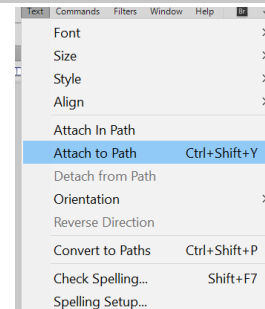 Text Commands Filters Window Help Br
Font
Size
Style
Align
Attach In Path
Attach to Path Ctrl+Shift+Y
Detach from Path
Orientation
Reverse Direction
Convert to Paths Ctrl+Shift+P
Check Spelling... Shift+F7
Spelling Setup...